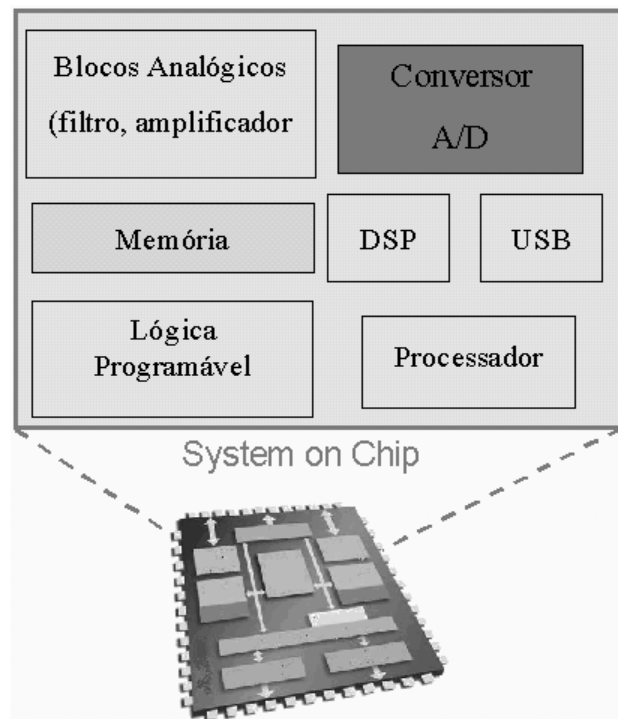 Blocos Analógicos
(filtro, amplificador
Conversor
A/D
Memória
DSP
USB
Lógica
Programável
Processador
System on Chip